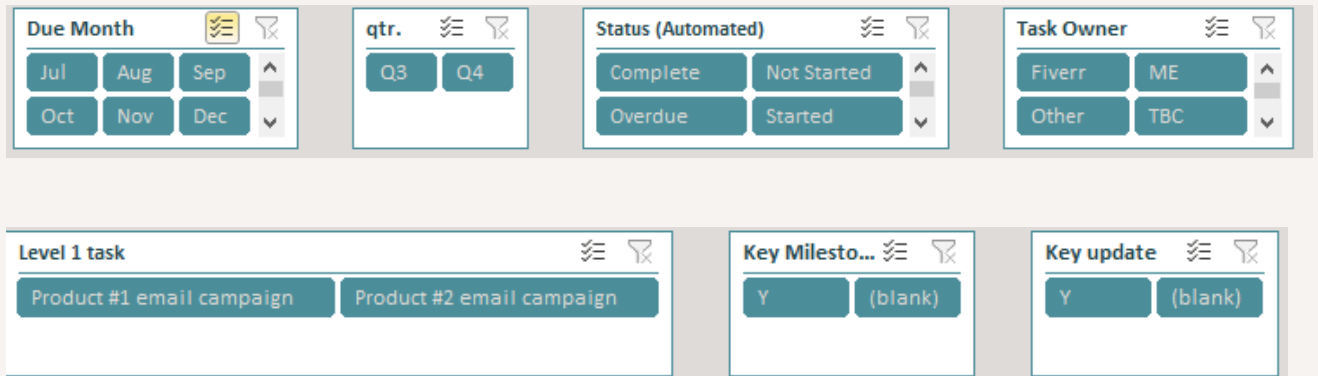 Due Month
Jul Aug Sep
Oct Nov Dec
qtr.
Q3 Q4
Status (Automated)
Complete Not Started
Overdue Started
Task Owner
Fiverr ME
Other TBC
Level 1 task
Product #1 email campaign Product #2 email campaign
Key Milesto...
Y (blank)
Key update
Y (blank)